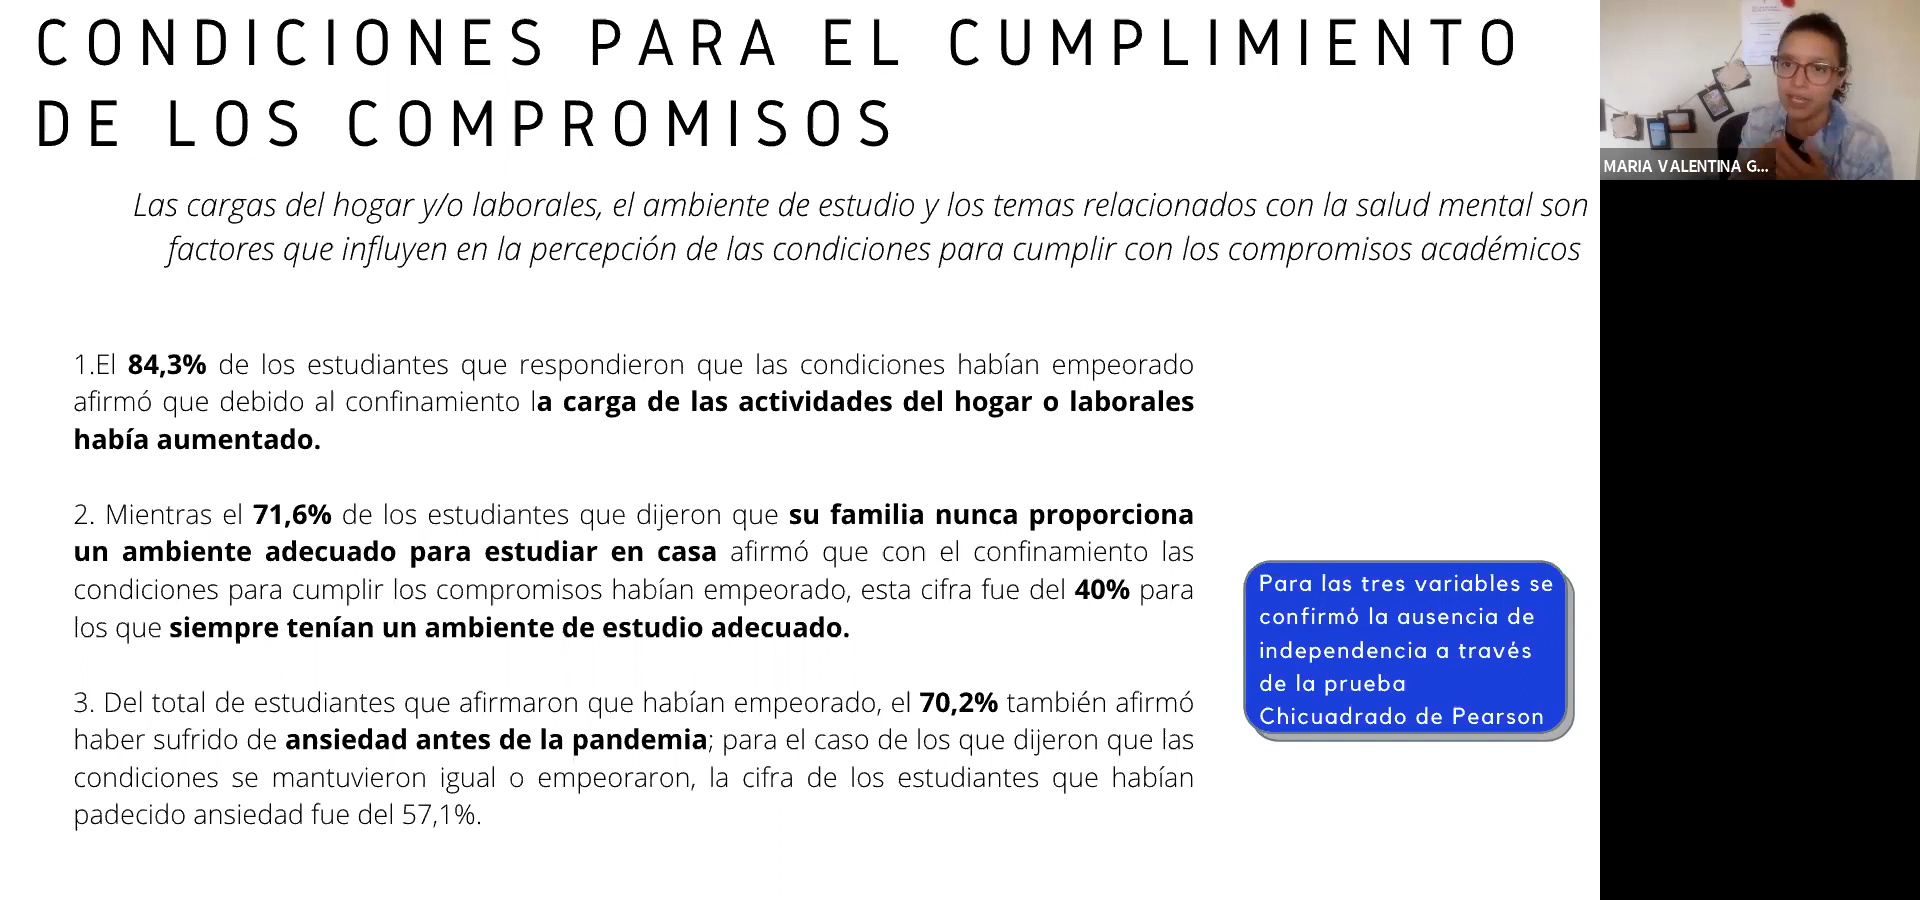 CONDICIONES PARA EL CUMPLIMIENTO
DE LOS COMPROMISOS
Las cargas del hogar y/o laborales, el ambiente de estudio y los temas relacionados con la salud mental son
factores que influyen en la percepción de las condiciones para cumplir con los compromisos académicos
1.El 84,3% de los estudiantes que respondieron que las condiciones habían empeorado
afirmó que debido al confinamiento la carga de las actividades del hogar o laborales
había aumentado.
2. Mientras el 71,6% de los estudiantes que dijeron que su familia nunca proporciona
un ambiente adecuado para estudiar en casa afirmó que con el confinamiento las
condiciones para cumplir los compromisos habían empeorado, esta cifra fue del 40% para
los que siempre tenían un ambiente de estudio adecuado.
3. Del total de estudiantes que afirmaron que habían empeorado, el 70,2% también afirmó
haber sufrido de ansiedad antes de la pandemia; para el caso de los que dijeron que las
condiciones se mantuvieron igual o empeoraron, la cifra de los estudiantes que habían
padecido ansiedad fue del 57,1%.
Para las tres variables se
confirmó la ausencia de
independencia a través
de la prueba
Chicuadrado de Pearson
MARIA VALENTINA G...